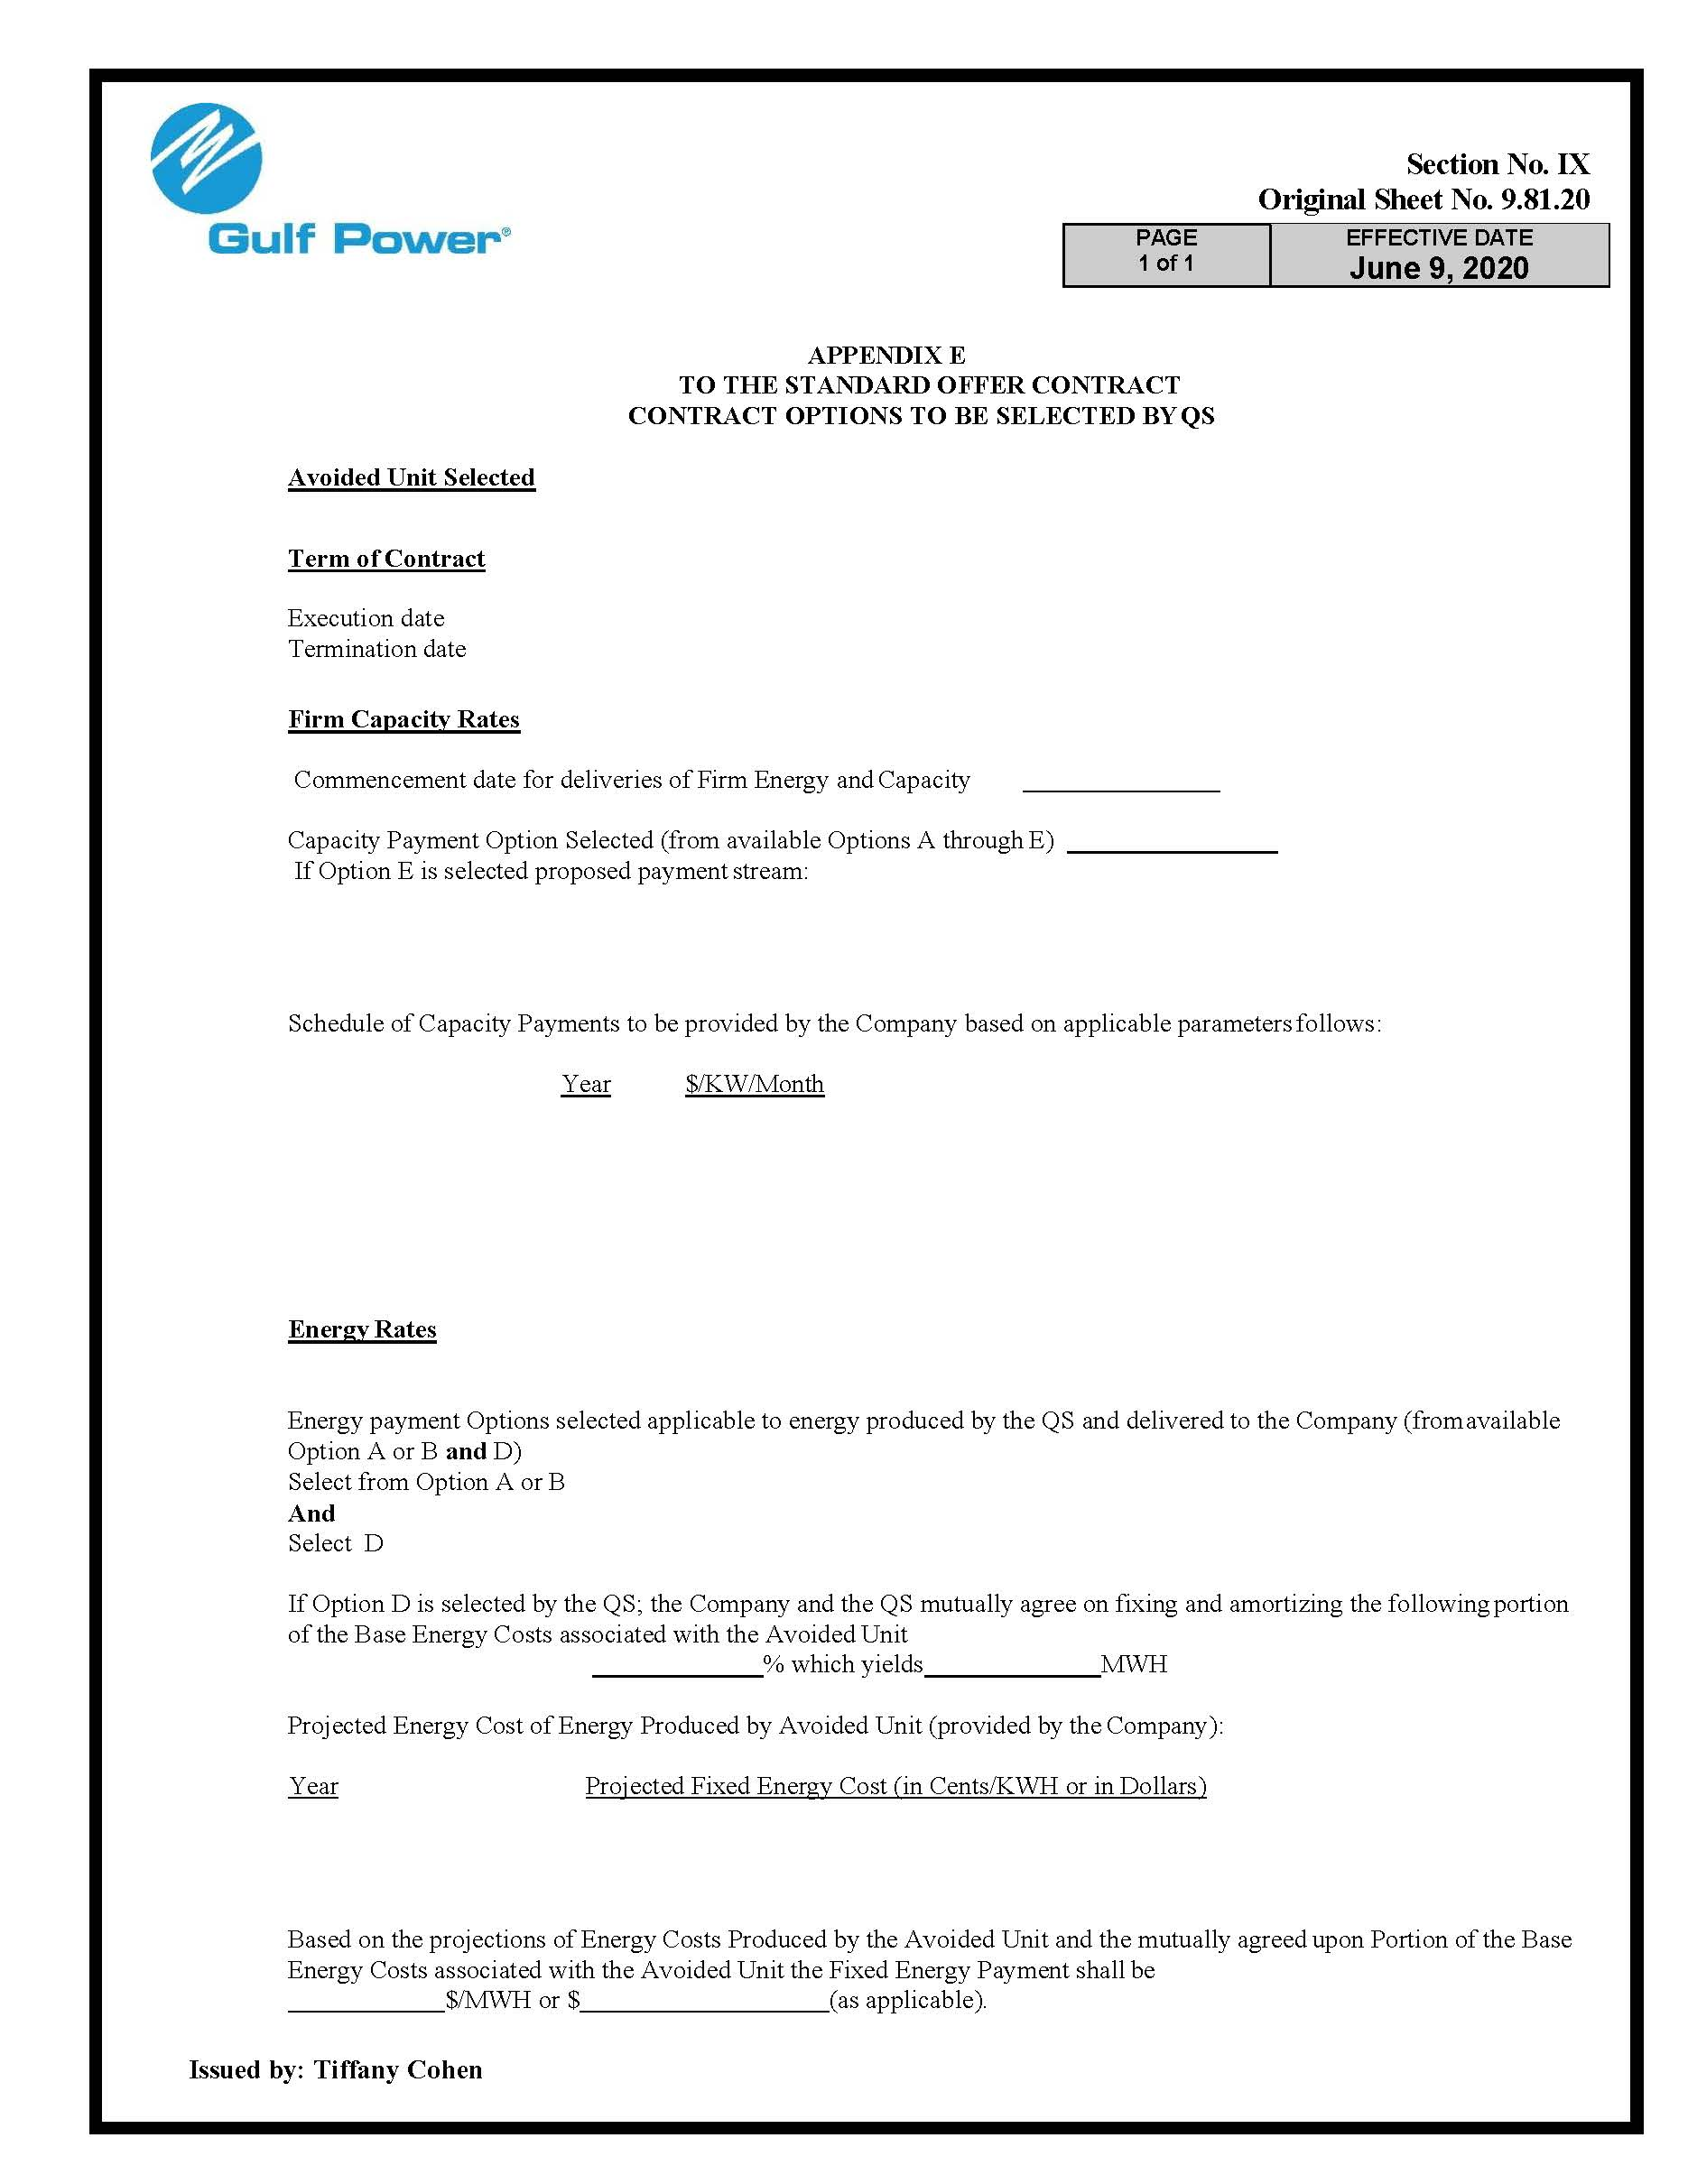 Gulf Power®
Section No. IX
Original Sheet No. 9.81.20
PAGE
1 of 1
EFFECTIVE DATE
June 9, 2020
APPENDIX E
TO THE STANDARD OFFER CONTRACT
CONTRACT OPTIONS TO BE SELECTED BY QS
Avoided Unit Selected
Term of Contract
Execution date
Termination date
Firm Capacity Rates
Commencement date for deliveries of Firm Energy and Capacity
Capacity Payment Option Selected (from available Options A through E)
If Option E is selected proposed payment stream:
Schedule of Capacity Payments to be provided by the Company based on applicable parameters follows:
Year $/KW/Month
Energy Rates
Energy payment Options selected applicable to energy produced by the QS and delivered to the Company (from available
Option A or B and D)
Select from Option A or B
And
Select D
If Option D is selected by the QS; the Company and the QS mutually agree on fixing and amortizing the following portion
of the Base Energy Costs associated with the Avoided Unit
____________% which yields____________MWH
Projected Energy Cost of Energy Produced by Avoided Unit (provided by the Company):
Year Projected Fixed Energy Cost (in Cents/KWH or in Dollars)
Based on the projections of Energy Costs Produced by the Avoided Unit and the mutually agreed upon Portion of the Base
Energy Costs associated with the Avoided Unit the Fixed Energy Payment shall be
___________$/MWH or $_________________(as applicable).
Issued by: Tiffany Cohen